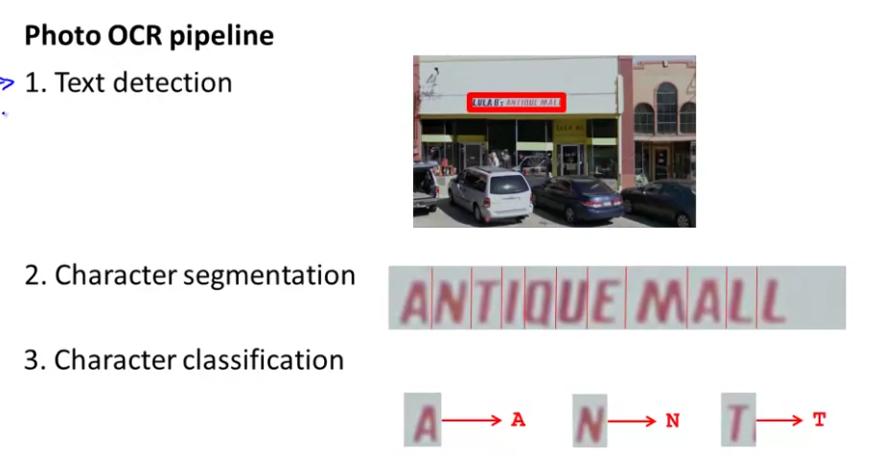 Photo OCR pipeline
1. Text detection
LULA B's ANTIQUE MALL
2. Character segmentation
ANTIQUE MALL
3. Character classification
A A N N T T